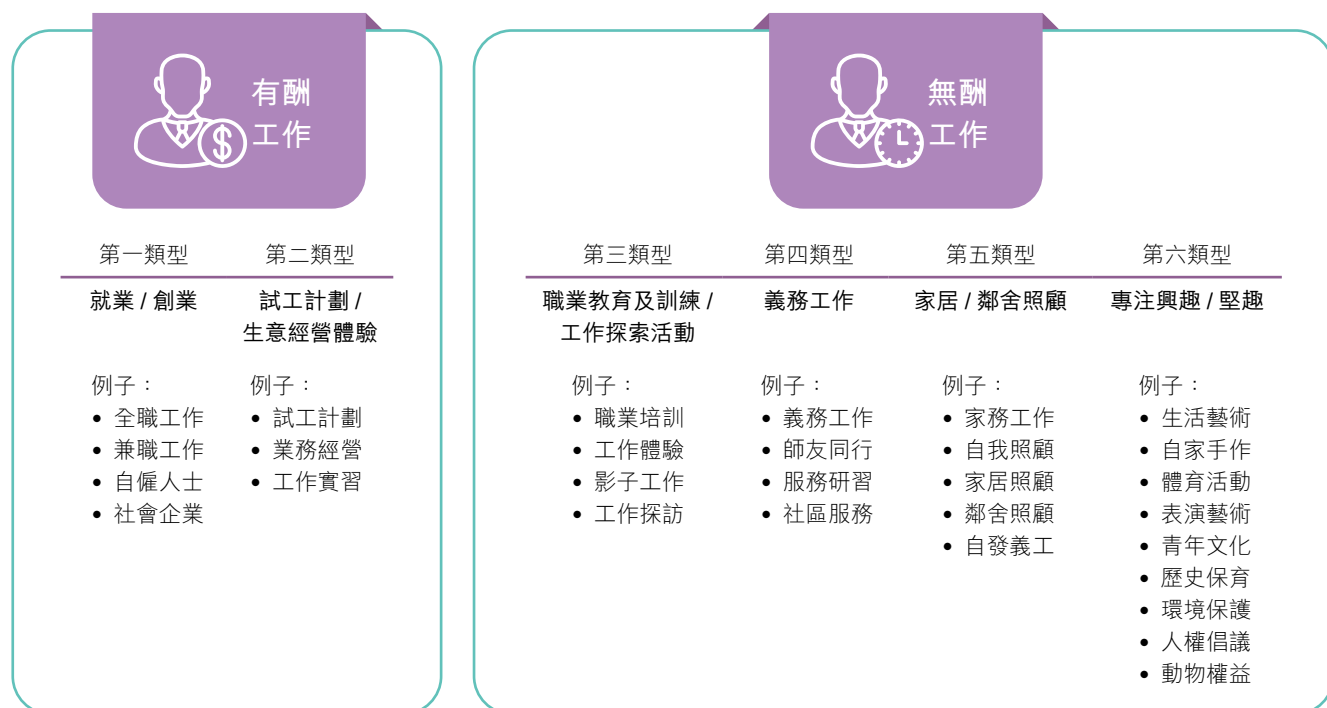 有酬
工作
第一類型
就業 / 創業
例子：
• 全職工作
• 兼職工作
• 自僱人士
• 社會企業
第二類型
試工計劃 /
生意經營體驗
例子：
• 試工計劃
• 業務經營
• 工作實習
無酬
工作
第三類型
職業教育及訓練 /
工作探索活動
例子：
• 職業培訓
• 工作體驗
• 影子工作
• 工作探訪
第四類型
義務工作
例子：
• 義務工作
• 師友同行
• 服務研習
• 社區服務
第五類型
家居 / 鄰舍照顧
例子：
• 家務工作
• 自我照顧
• 家居照顧
• 鄰舍照顧
• 自發義工
第六類型
專注興趣 / 堅趣
例子：
• 生活藝術
• 自家手作
• 體育活動
• 表演藝術
• 青年文化
• 歷史保育
• 環境保護
• 人權倡議
• 動物權益